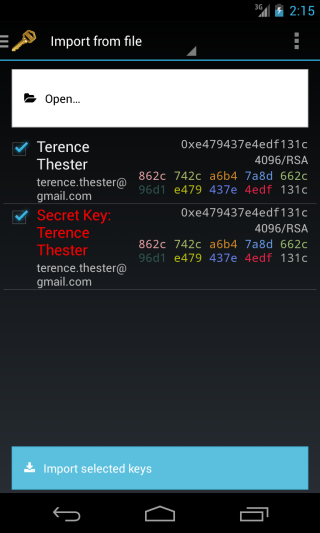 3G 2:15
Import from file
Open…
Terence
Thester
terence.thester@
gmail.com
0xe479437e4edf131c
4096/RSA
862c 742c a6b4 7a8d 662c
96d1 e479 437e 4edf 131c
Secret Key:
Terence
Thester
terence.thester@
gmail.com
0xe479437e4edf131c
4096/RSA
862c 742c a6b4 7a8d 662c
96d1 e479 437e 4edf 131c
Import selected keys